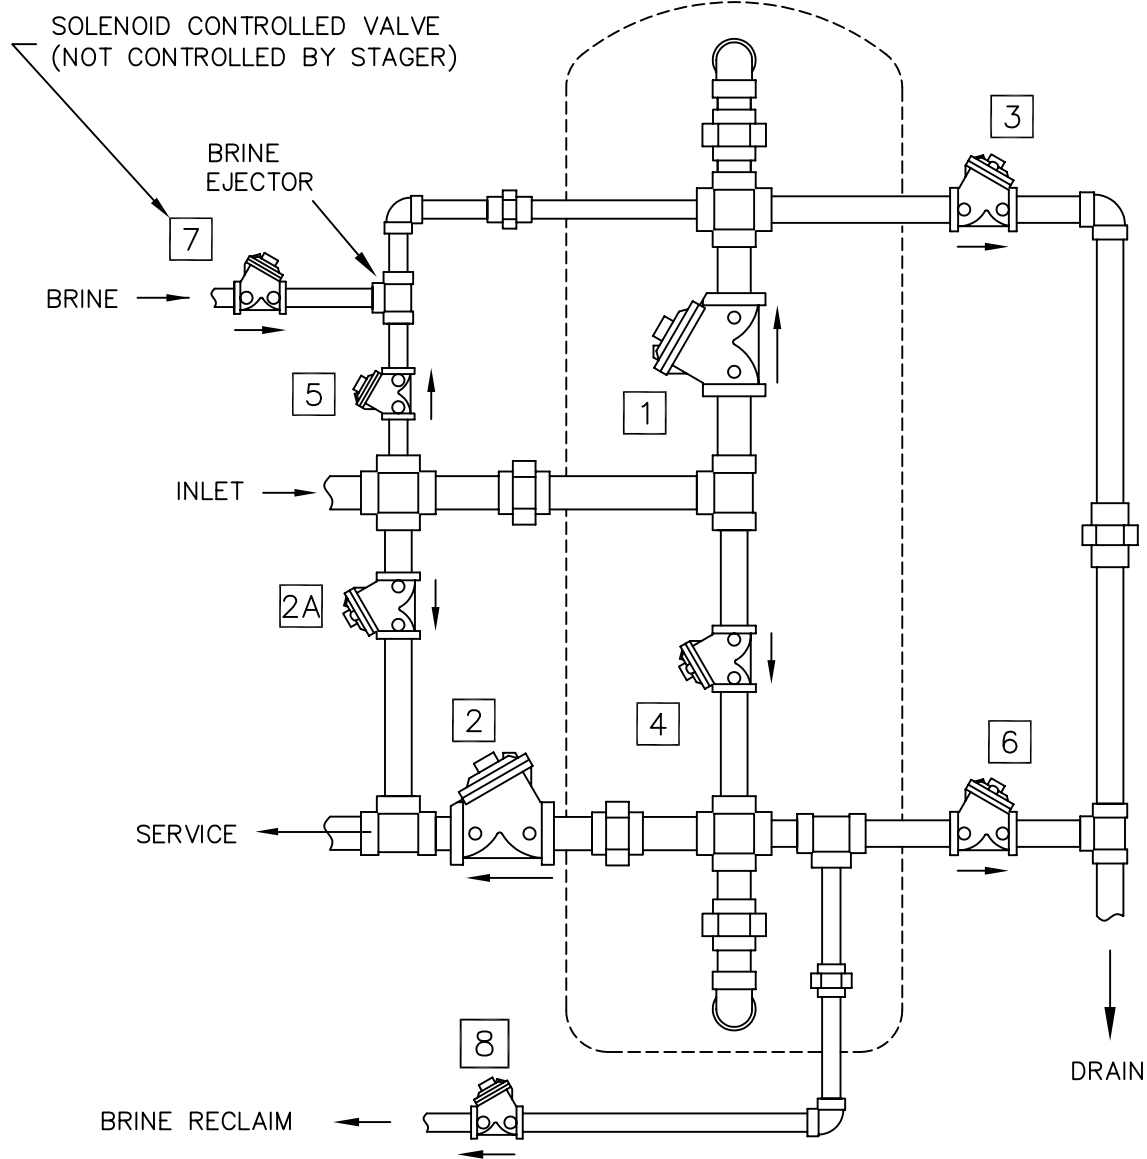 SOLENOID CONTROLLED VALVE
(NOT CONTROLLED BY STAGER)
3
BRINE
EJECTOR
7
BRINE
5
1
INLET
2A
2
4
6
SERVICE
8
DRAIN
BRINE RECLAIM